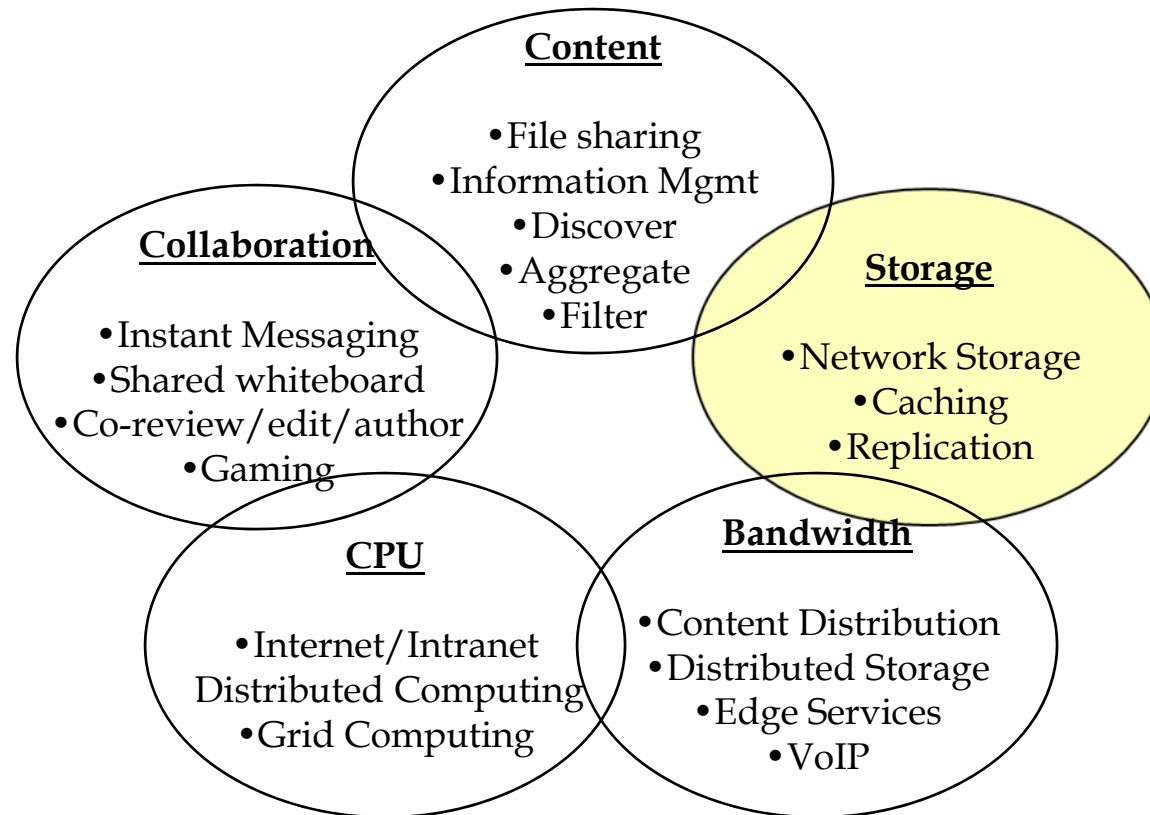 Content
•File sharing
•Information Mgmt
•Discover
•Aggregate
•Filter
Collaboration
•Instant Messaging
•Shared whiteboard
•Co-review/edit/author
•Gaming
Storage
•Network Storage
•Caching
•Replication
CPU
•Internet/Intranet
Distributed Computing
•Grid Computing
Bandwidth
•Content Distribution
•Distributed Storage
•Edge Services
•VoIP